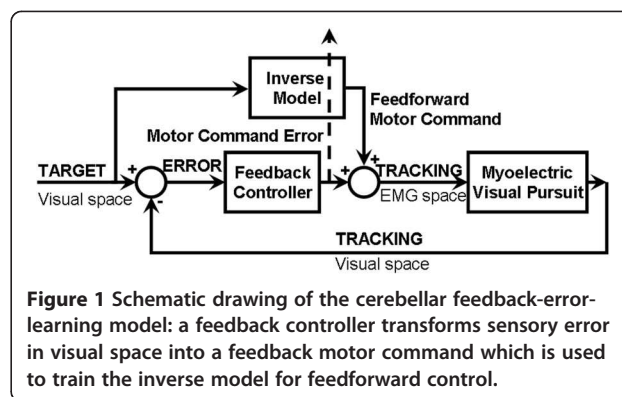 Inverse
Model
Feedforward
Motor Command
Motor Command Error
TARGET
Visual space
+
-
ERROR
Feedback
Controller
+
+
TRACKING
EMG space
Myoelectric
Visual Pursuit
TRACKING
Visual space
Figure 1 Schematic drawing of the cerebellar feedback-error-
learning model: a feedback controller transforms sensory error
in visual space into a feedback motor command which is used
to train the inverse model for feedforward control.